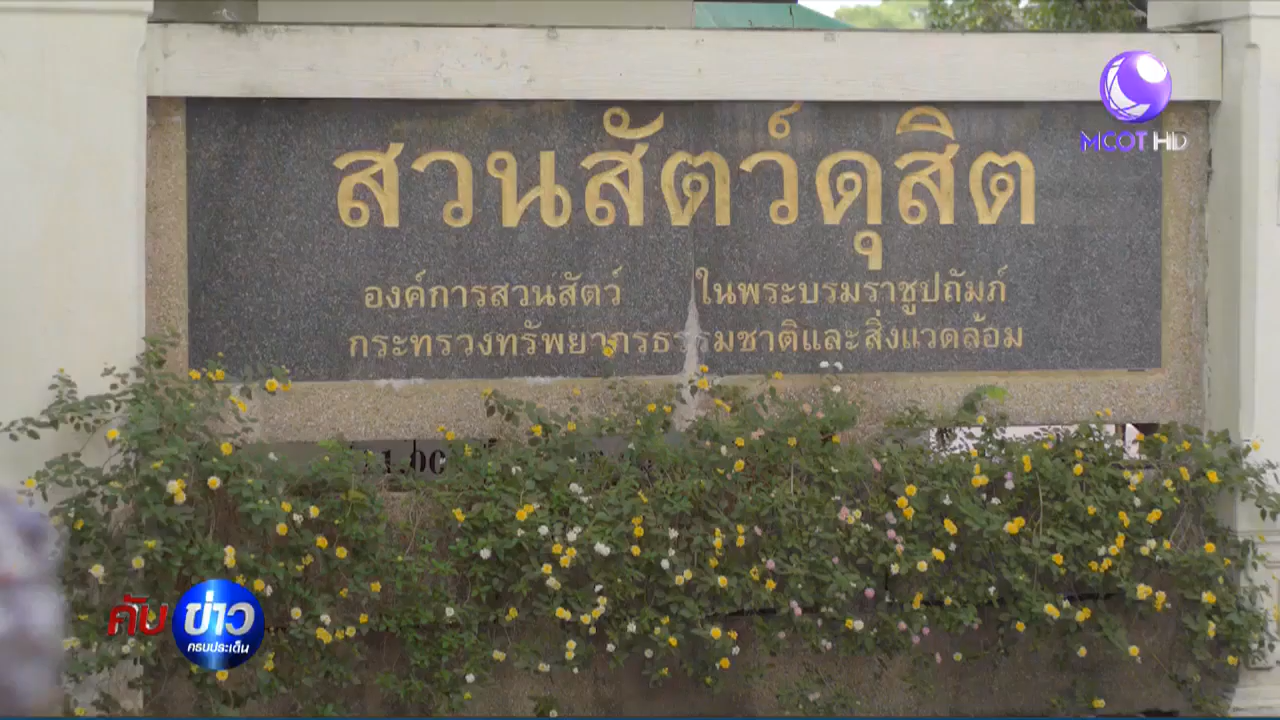 สวนสัตว์ดุสิต
MCOT HD
องค์การสวนสัตว์ ในพระบรมราชูปถัมภ์
กระทรวงทรัพยากรธรรมชาติและสิ่งแวดล้อม
11.00
คับข่าว
ครบประเด็น